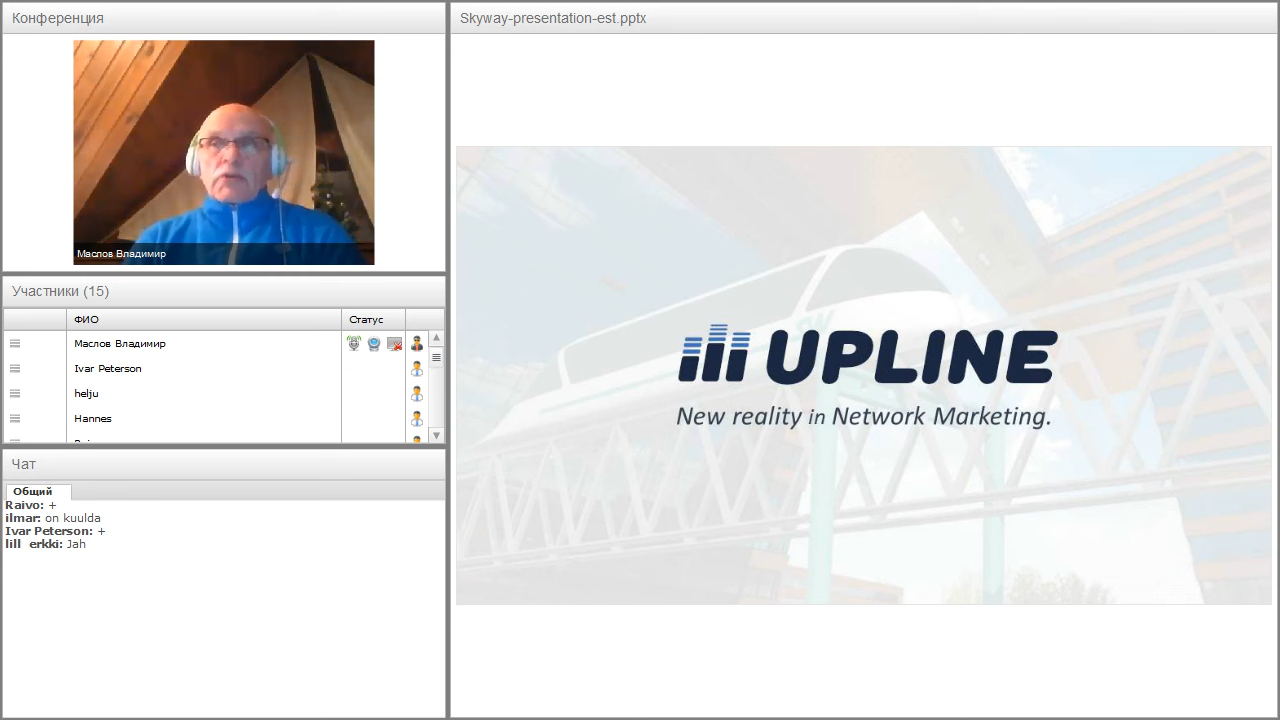 Конференция
Маслов Владимир
Участники (15)
ФИО
Статус
Маслов Владимир
Ivar Peterson
helju
Hannes
Чат
Общий
Raivo: +
ilmar: on kuulda
Ivar Peterson: +
lill erkki: Jah
Skyway-presentation-est.pptx
UPLINE
New reality in Network Marketing.